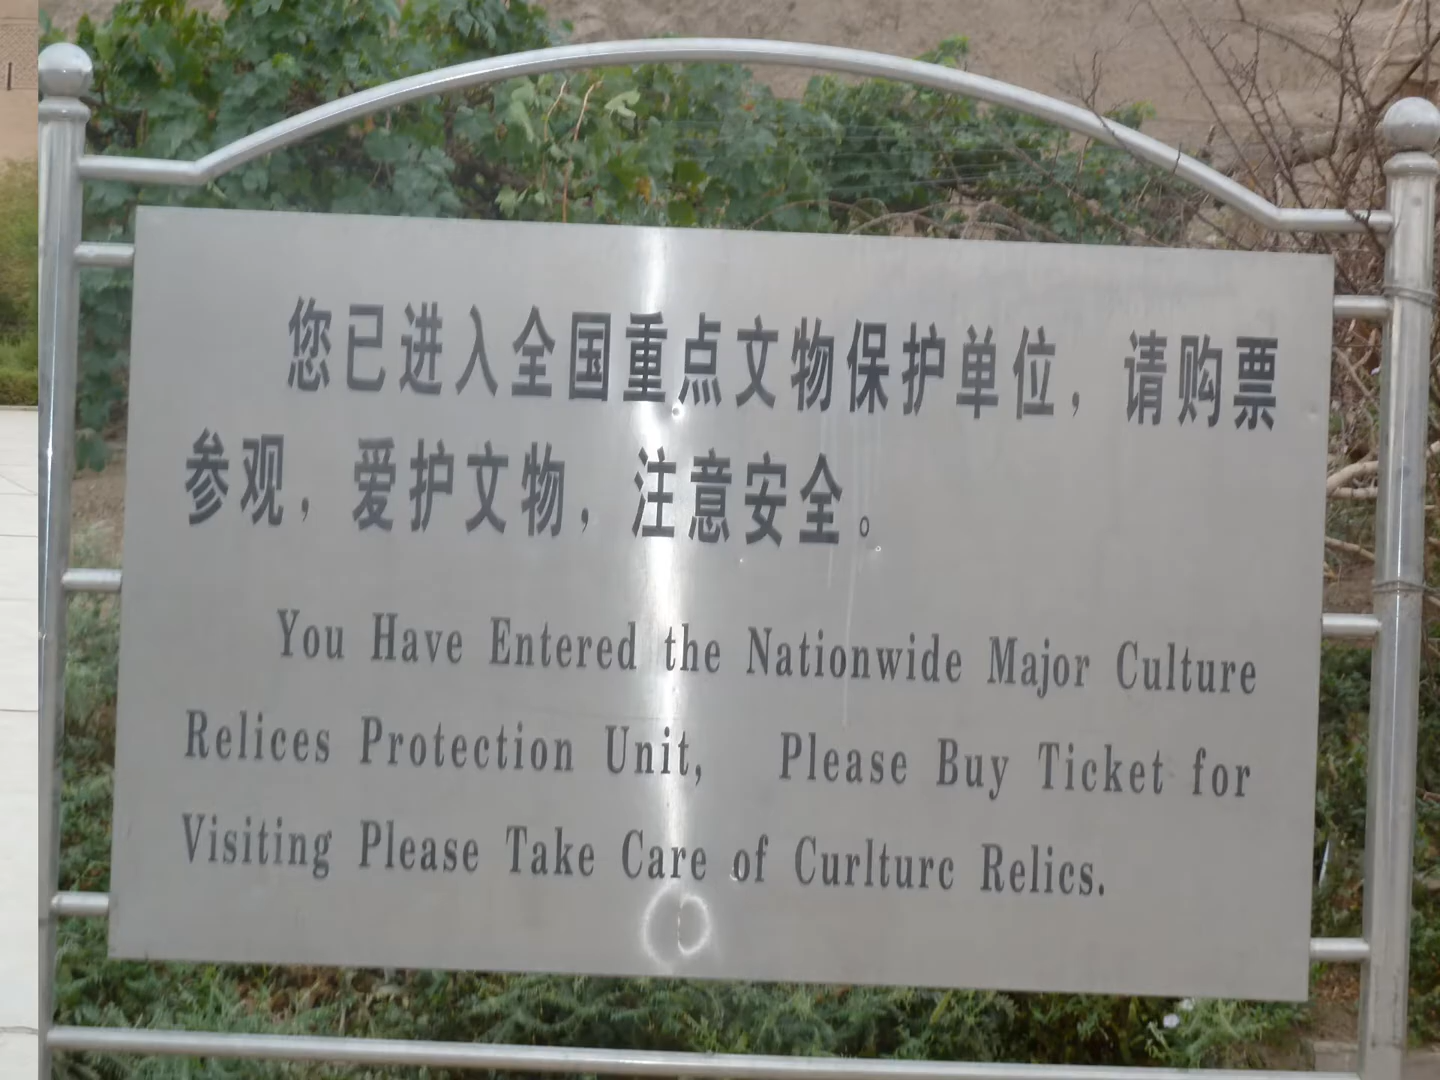 您已进入全国重点文物保护单位，请购票
参观，爱护文物，注意安全。
You Have Entered the Nationwide Major Culture
Relices Protection Unit, Please Buy Ticket for
Visiting Please Take Care of Curlturc Relics.